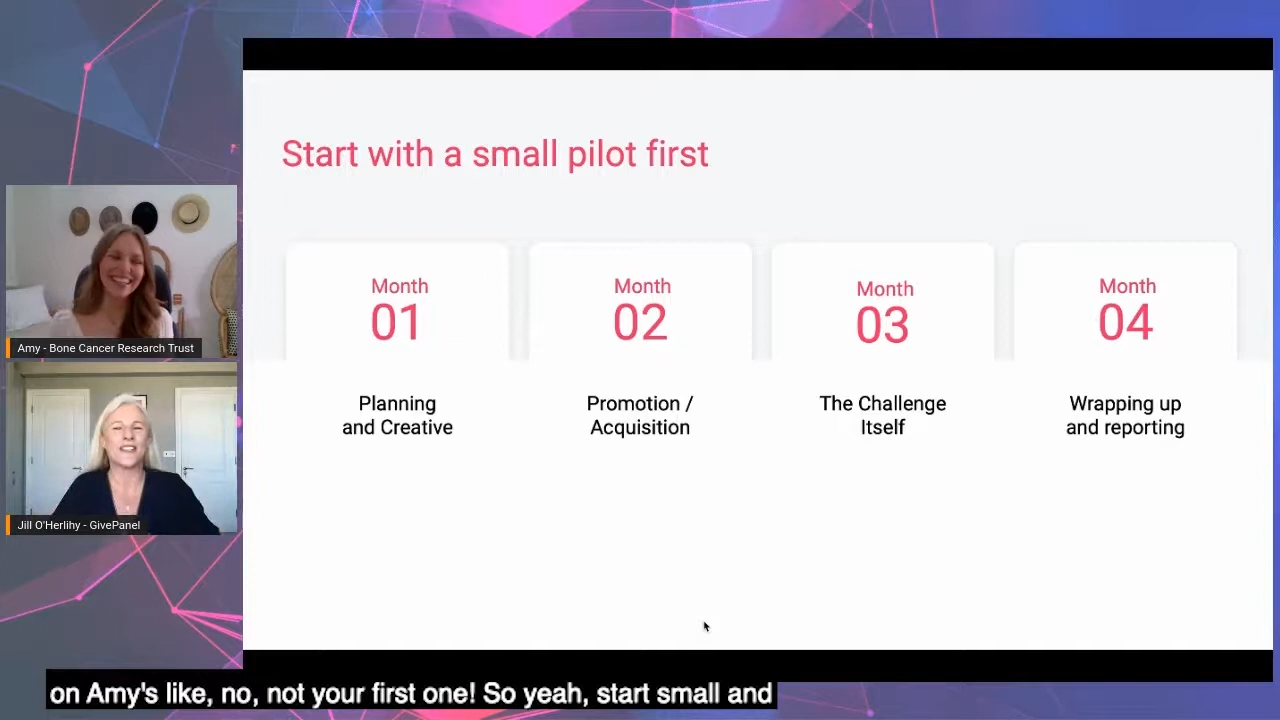 Start with a small pilot first
Month
01
Planning
and Creative
Month
02
Promotion /
Acquisition
Month
03
The Challenge
Itself
Month
04
Wrapping up
and reporting
Amy - Bone Cancer Research Trust
Jill O'Herlihy - GivePanel
on Amy's like, no, not your first one! So yeah, start small and